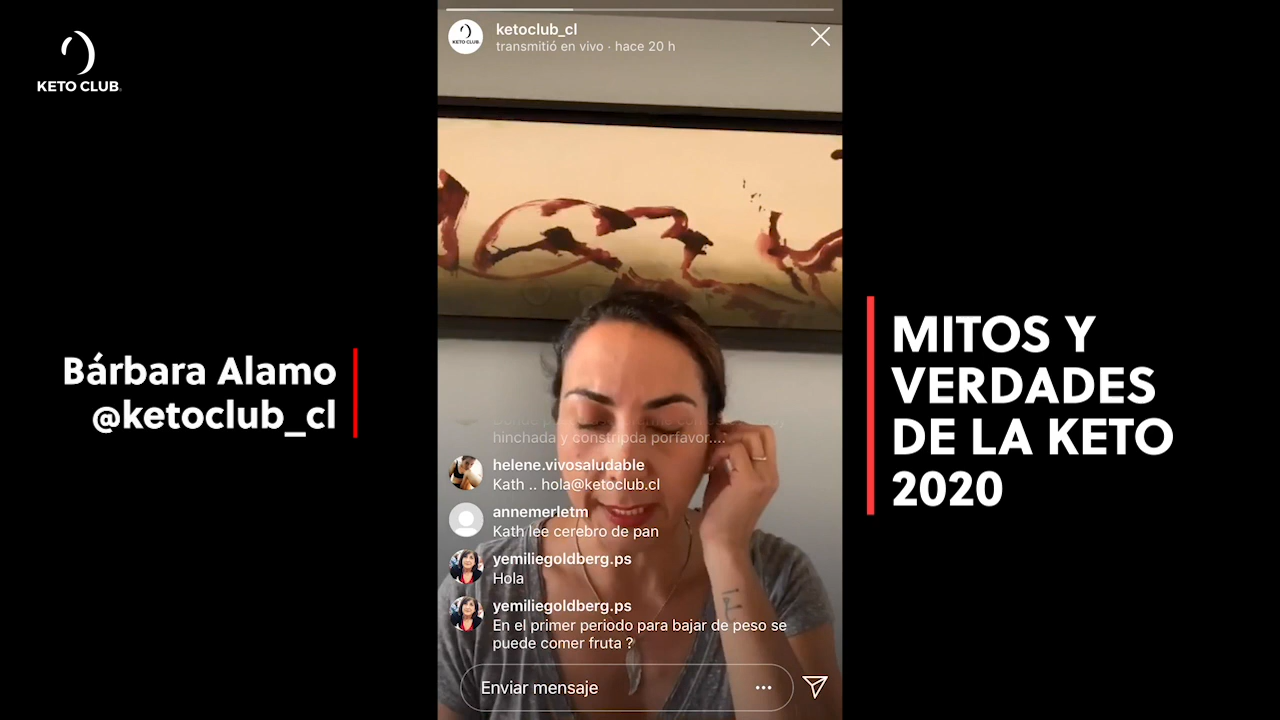 KETO CLUB
ketoclub_cl
transmitió en vivo · hace 20 h
KETO CLUB
Bárbara Alamo
@ketoclub_cl
MITOS Y
VERDADES
DE LA KETO
2020
hinchada y constripda porfavor....
helene.vivosaludable
Kath .. hola@ketoclub.cl
annemerletm
Kath lee cerebro de pan
yemiliegoldberg.ps
Hola
yemiliegoldberg.ps
En el primer periodo para bajar de peso se
puede comer fruta ?
Enviar mensaje